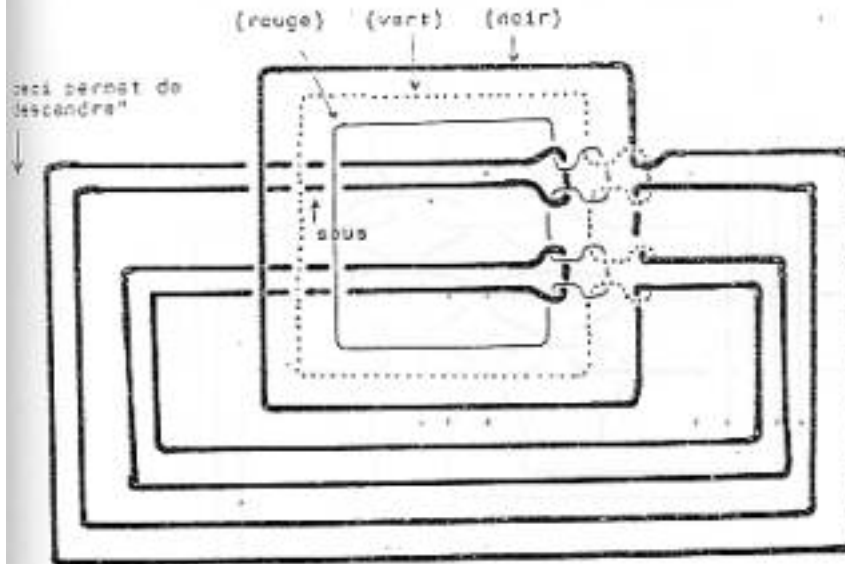 (rouge) (vert) (noir)
ceci permet de
descendre"
sous